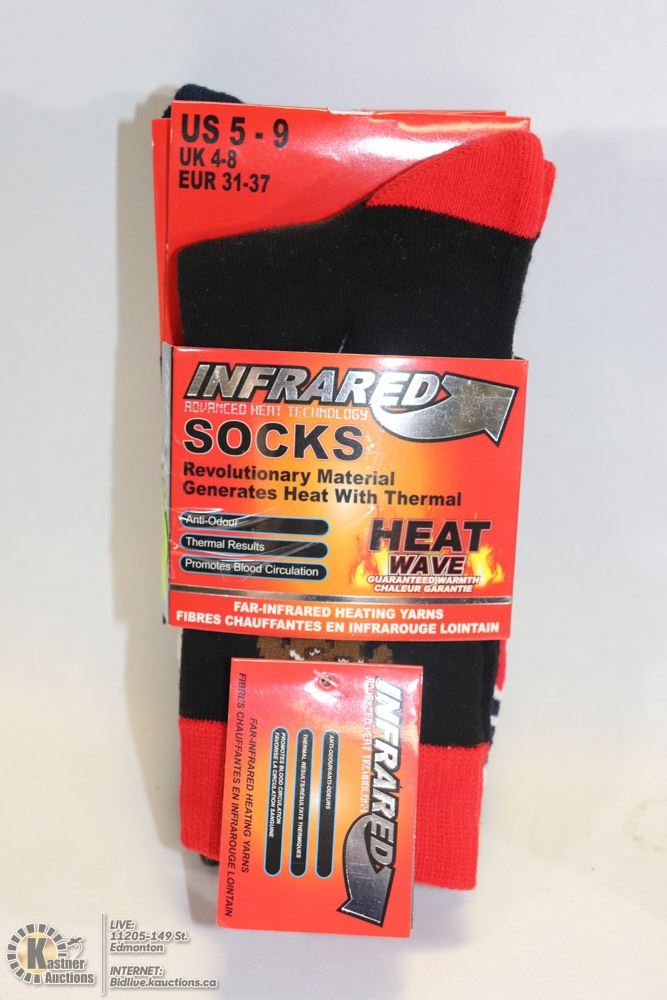 US 5 - 9
UK 4-8
EUR 31-37
INFRARED
ADVANCED HEAT TECHNOLOGY
SOCKS
Revolutionary Material
Generates Heat With Thermal
Anti-Odour
Thermal Results
Promotes Blood Circulation
HEAT
WAVE
GUARANTEED WARMTH
CHALEUR GARANTIE
FAR-INFRARED HEATING YARNS
FIBRES CHAUFFANTES EN INFRAROUGE LOINTAIN
INFRARED
ADVANCED HEAT TECHNOLOGY
ANTI-ODOUR/ANTI-ODEURS
THERMAL RESULTS/RÉSULTATS THERMIQUES
PROMOTES BLOOD CIRCULATION
FAVORISE LA CIRCULATION SANGUINE
FAR-INFRARED HEATING YARNS
FIBRES CHAUFFANTES EN INFRAROUGE LOINTAIN
Kastner
Auctions
LIVE:
11205-149 St.
Edmonton
INTERNET:
Bidlive.kauctions.ca